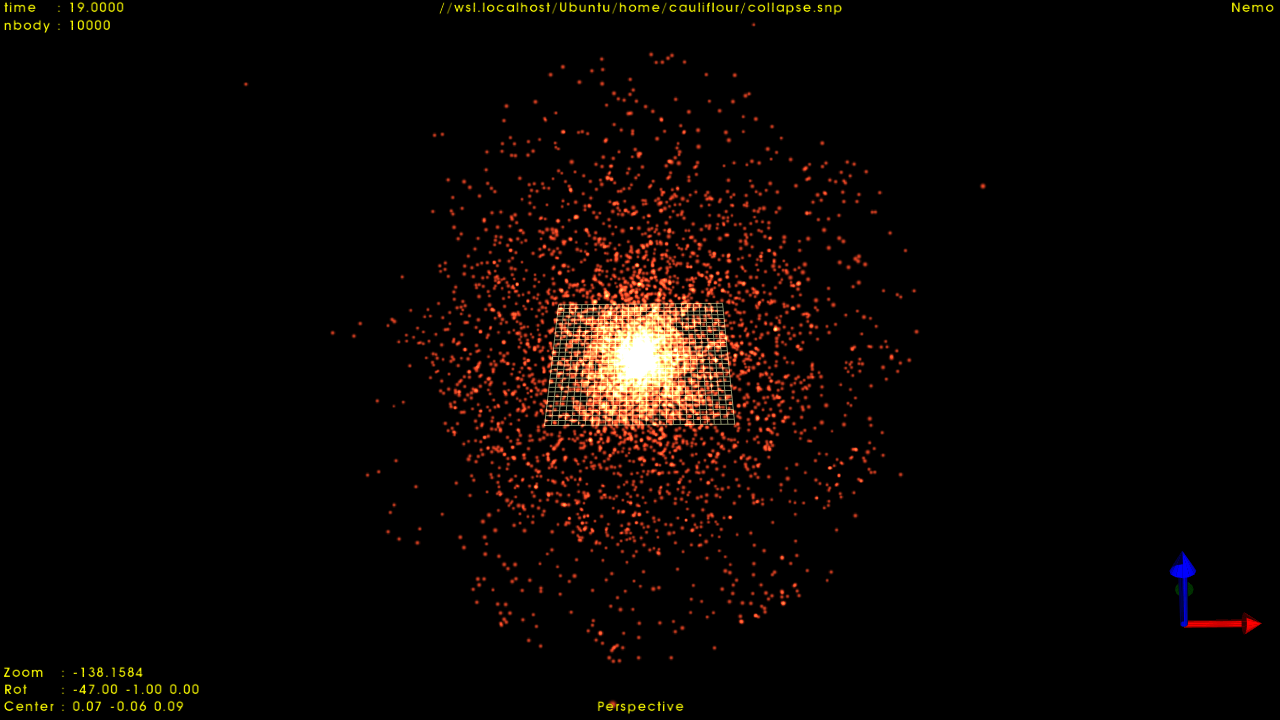 time : 19.0000
nbody : 10000
//wsl.localhost/Ubuntu/home/cauliflour/collapse.snp
Nemo
Zoom : -138.1584
Rot : -47.00 -1.00 0.00
Center : 0.07 -0.06 0.09
Perspective